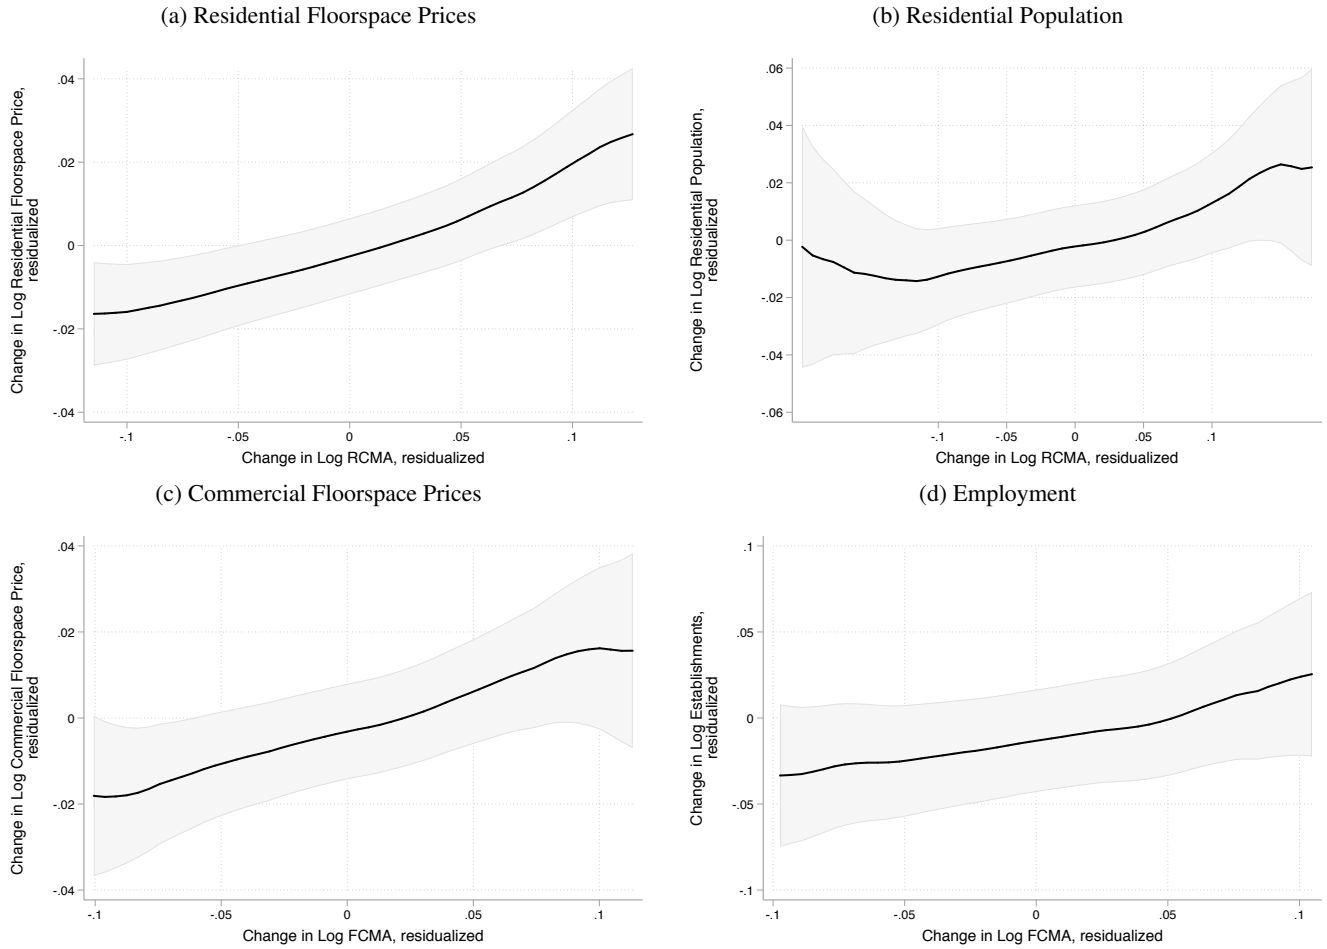 (a) Residential Floorspace Prices
Change in Log Residential Floorspace Price,
residualized
.04
.02
0
-.02
-.04
-.1
-.05
0
.05
.1
Change in Log RCMA, residualized
(b) Residential Population
Change in Log Residential Population,
residualized
.06
.04
.02
0
-.02
-.04
-.06
-.1
-.05
0
.05
.1
Change in Log RCMA, residualized
(c) Commercial Floorspace Prices
Change in Log Commercial Floorspace Price,
residualized
.04
.02
0
-.02
-.04
-.1
-.05
0
.05
.1
Change in Log FCMA, residualized
(d) Employment
Change in Log Establishments,
residualized
.1
.05
0
-.05
-.1
-.1
-.05
0
.05
.1
Change in Log FCMA, residualized